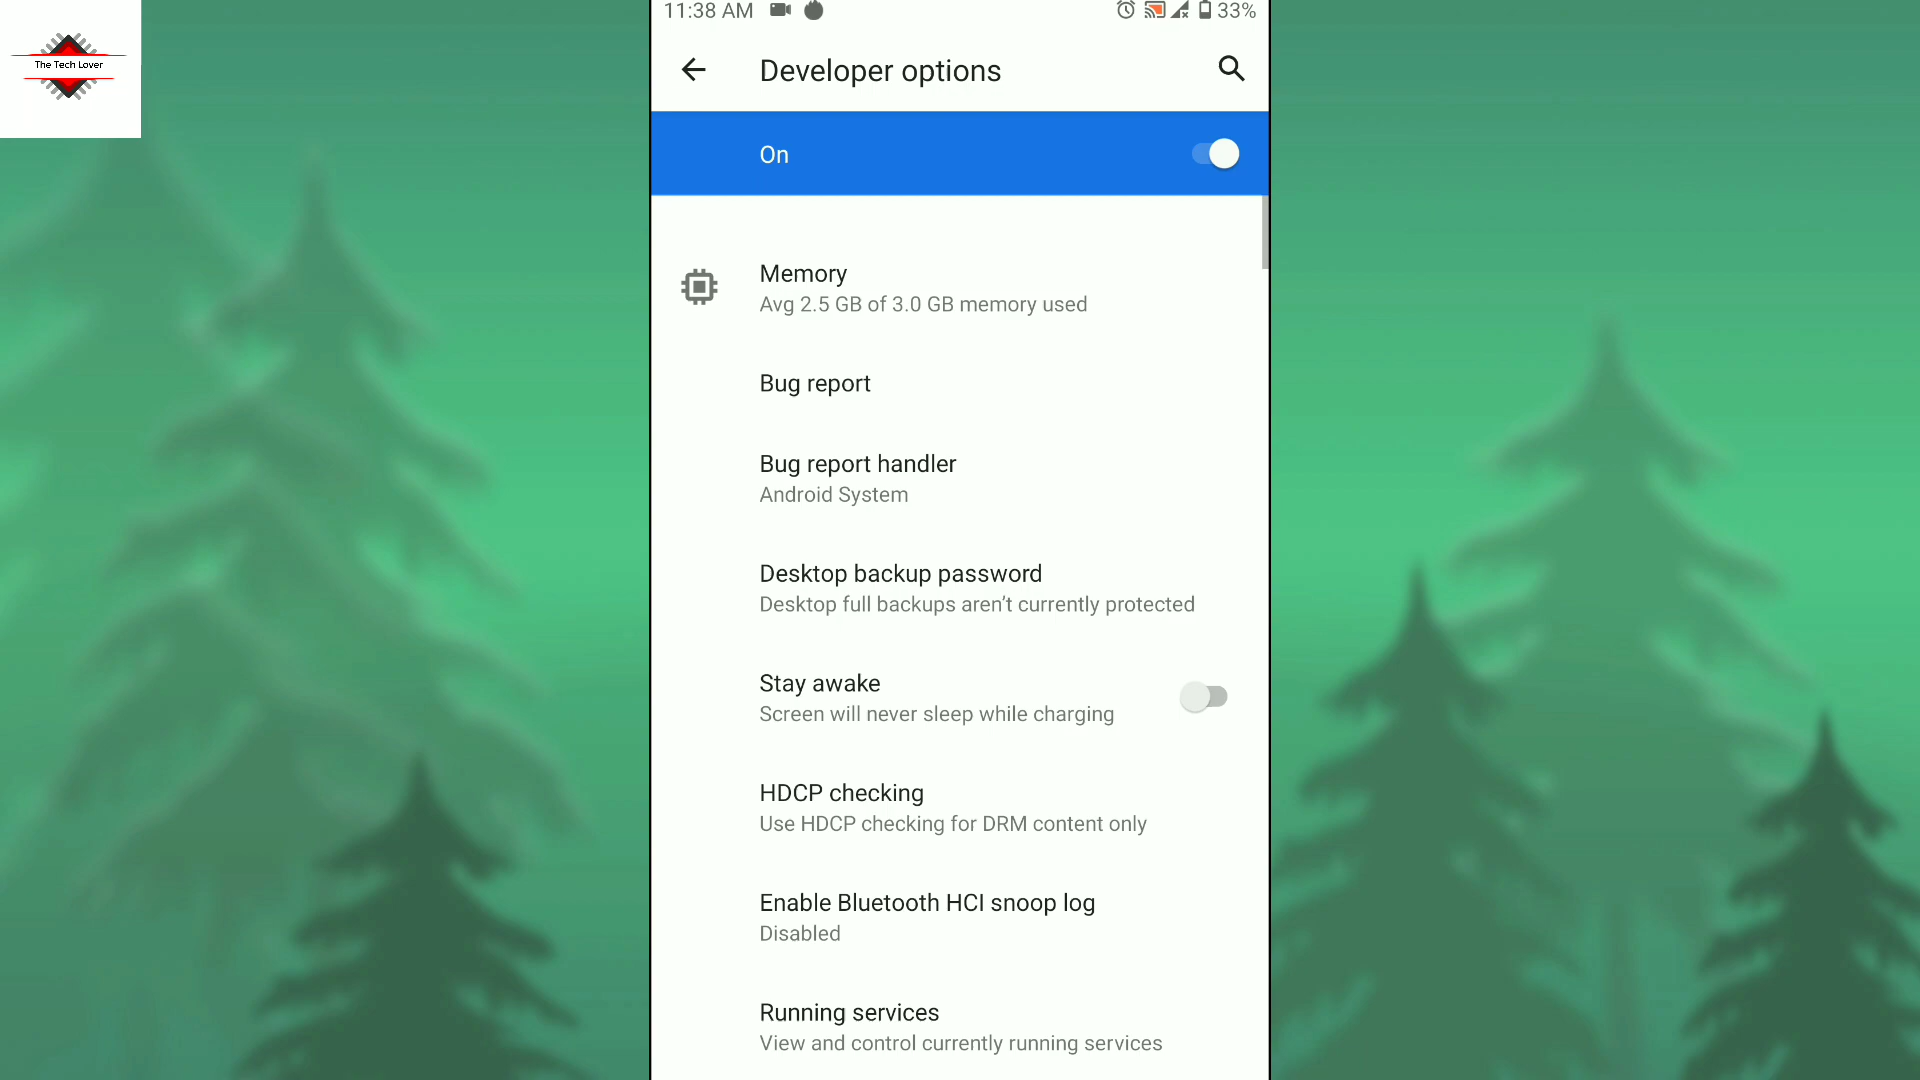 The Tech Lover
11:38 AM 33%
Developer options
On
Memory
Avg 2.5 GB of 3.0 GB memory used
Bug report
Bug report handler
Android System
Desktop backup password
Desktop full backups aren’t currently protected
Stay awake
Screen will never sleep while charging
HDCP checking
Use HDCP checking for DRM content only
Enable Bluetooth HCI snoop log
Disabled
Running services
View and control currently running services